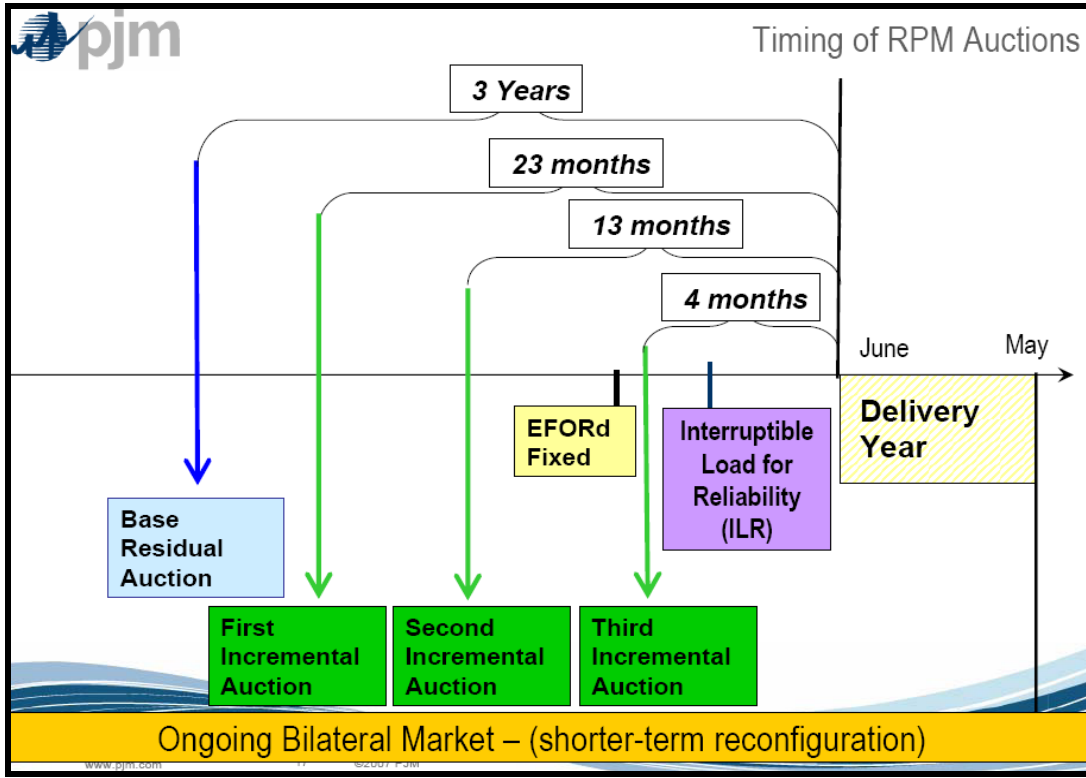 pjm
Timing of RPM Auctions
3 Years
23 months
13 months
4 months
June
May
EFORd
Fixed
Interruptible
Load for
Reliability
(ILR)
Delivery
Year
Base
Residual
Auction
First
Incremental
Auction
Second
Incremental
Auction
Third
Incremental
Auction
Ongoing Bilateral Market – (shorter-term reconfiguration)
www.pjm.com ©2007 PJM